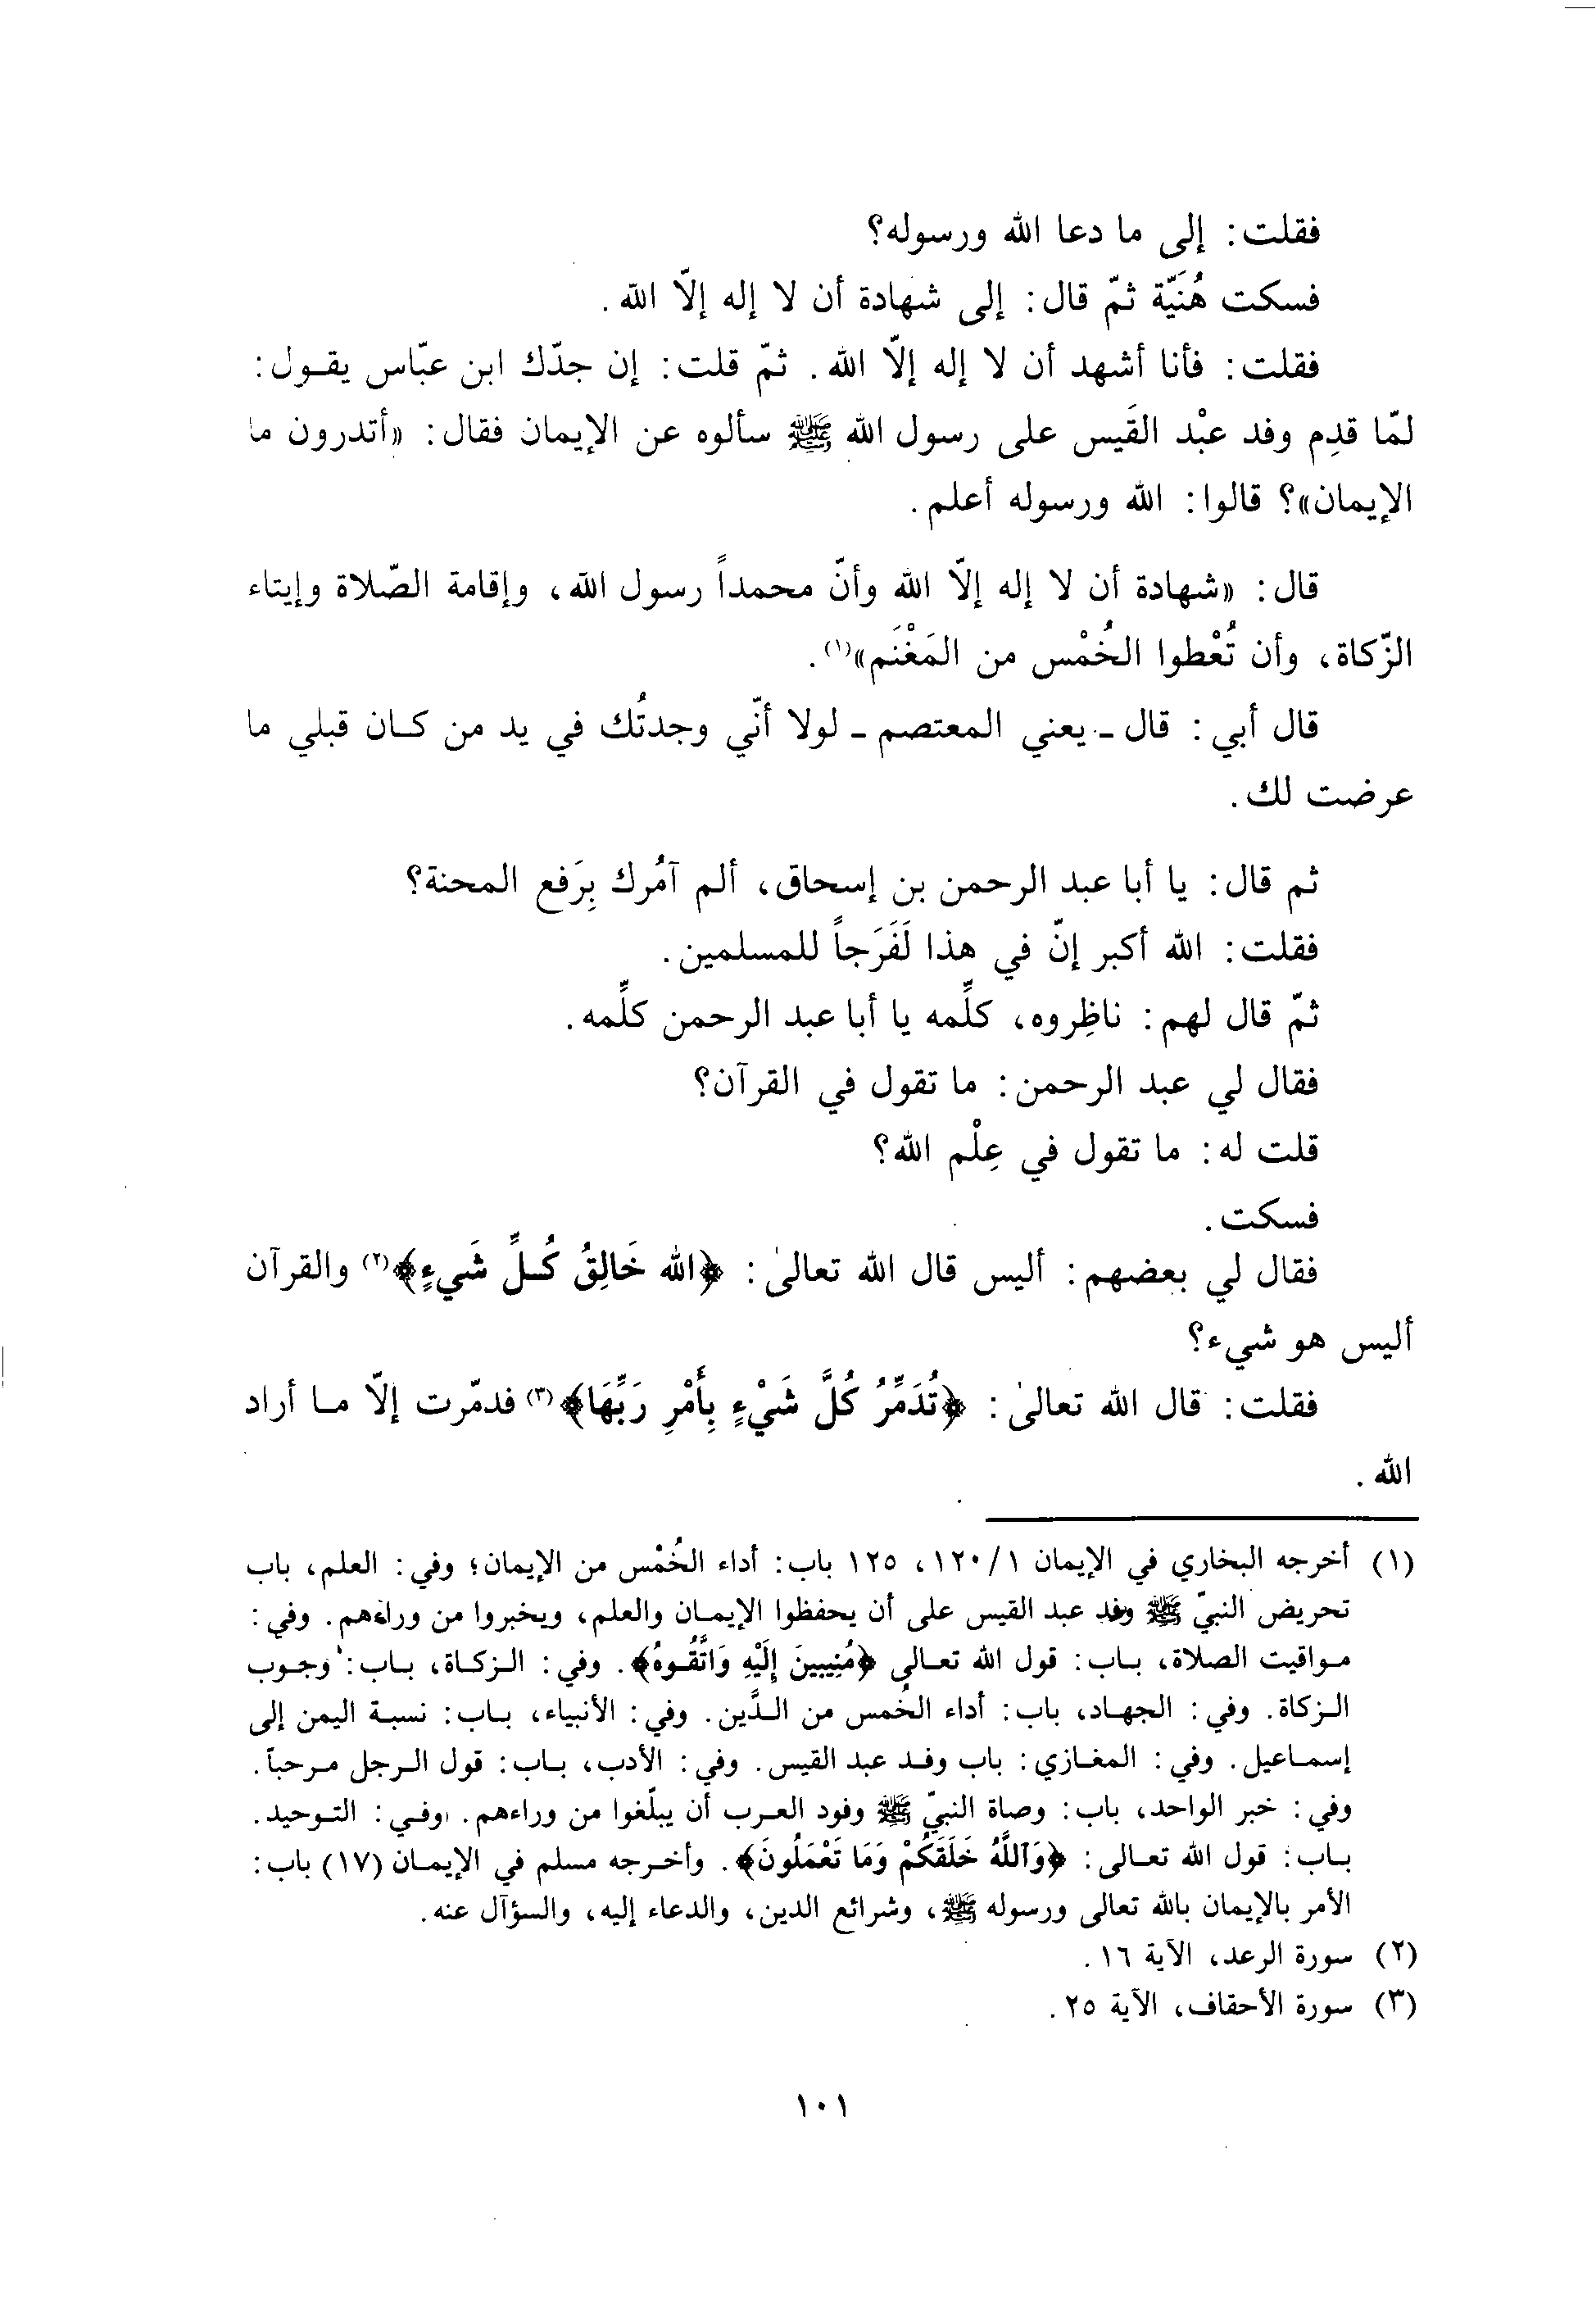 فقلت: إلى ما دعا الله ورسوله؟
فسكت هُنَيّة ثمّ قال: إلى شهادة أن لا إله إلّا الله.
فقلت: فأنا أشهد أن لا إله إلّا الله. ثمّ قلت: إن جدّك ابن عبّاس يقول:
لمّا قدِم وفد عبْد القَيس على رسول الله ﷺ سألوه عن الإيمان فقال: «أتدرون ما
الإيمان»؟ قالوا: الله ورسوله أعلم.
قال: «شهادة أن لا إله إلّا الله وأنّ محمداً رسول الله، وإقامة الصّلاة وإيتاء
الزّكاة، وأن تُعْطوا الخُمْس من المَغْنَم»(١).
قال أبي: قال ـ يعني المعتصم ـ لولا أنّي وجدتُك في يد من كان قبلي ما
عرضت لك.
ثم قال: يا أبا عبد الرحمن بن إسحاق، ألم آمُرك بِرَفع المحنة؟
فقلت: الله أكبر إنّ في هذا لَفَرَجاً للمسلمين.
ثمّ قال لهم: ناظِروه، كلِّمه يا أبا عبد الرحمن كلِّمه.
فقال لي عبد الرحمن: ما تقول في القرآن؟
قلت له: ما تقول في عِلْم الله؟
فسكت.
فقال لي بعضهم: أليس قال الله تعالىٰ: ﴿الله خَالِقُ كُلِّ شَيءٍ﴾(٢) والقرآن
أليس هو شيء؟
فقلت: قال الله تعالىٰ: ﴿تُدَمِّرُ كُلَّ شَيْءٍ بِأَمْرِ رَبِّهَا﴾(٣) فدمّرت إلّا ما أراد
الله.
(١) أخرجه البخاري في الإيمان ١/١٢٠، ١٢٥ باب: أداء الخُمْس من الإيمان؛ وفي: العلم، باب
تحريض النبيّ ﷺ وفد عبد القيس على أن يحفظوا الإيمان والعلم، ويخبروا من وراءهم. وفي:
مواقيت الصلاة، باب: قول الله تعالى ﴿مُنِيبِينَ إِلَيْهِ وَاتَّقُوهُ﴾. وفي: الزكاة، باب: وجوب
الزكاة. وفي: الجهاد، باب: أداء الخُمس من الدِّين. وفي: الأنبياء، باب: نسبة اليمن إلى
إسماعيل. وفي: المغازي: باب وفد عبد القيس. وفي: الأدب، باب: قول الرجل مرحباً.
وفي: خبر الواحد، باب: وصاة النبيّ ﷺ وفود العرب أن يبلّغوا من وراءهم. وفي: التوحيد.
باب: قول الله تعالى: ﴿وَٱللَّهُ خَلَقَكُمْ وَمَا تَعْمَلُونَ﴾. وأخرجه مسلم في الإيمان (١٧) باب:
الأمر بالإيمان بالله تعالى ورسوله ﷺ، وشرائع الدين، والدعاء إليه، والسؤآل عنه.
(٢) سورة الرعد، الآية ١٦.
(٣) سورة الأحقاف، الآية ٢٥.
١٠١